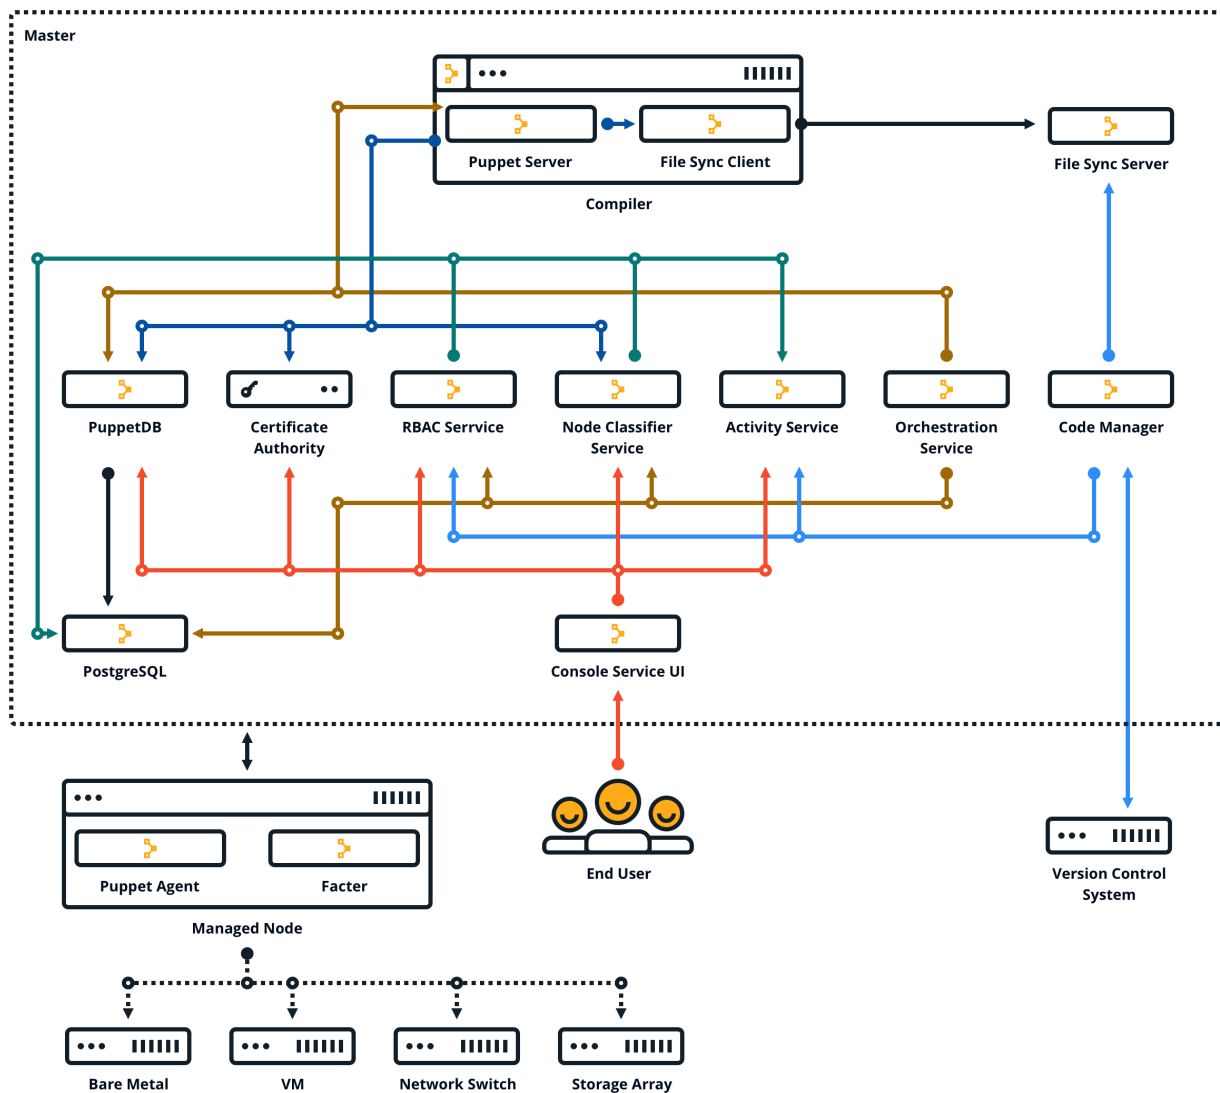 Master
Puppet Server
File Sync Client
File Sync Server
Compiler
PuppetDB
Certificate
Authority
RBAC Serrvice
Node Classifier
Service
Activity Service
Orchestration
Service
Code Manager
PostgreSQL
Console Service UI
Puppet Agent
Facter
End User
Version Control
System
Managed Node
Bare Metal
VM
Network Switch
Storage Array